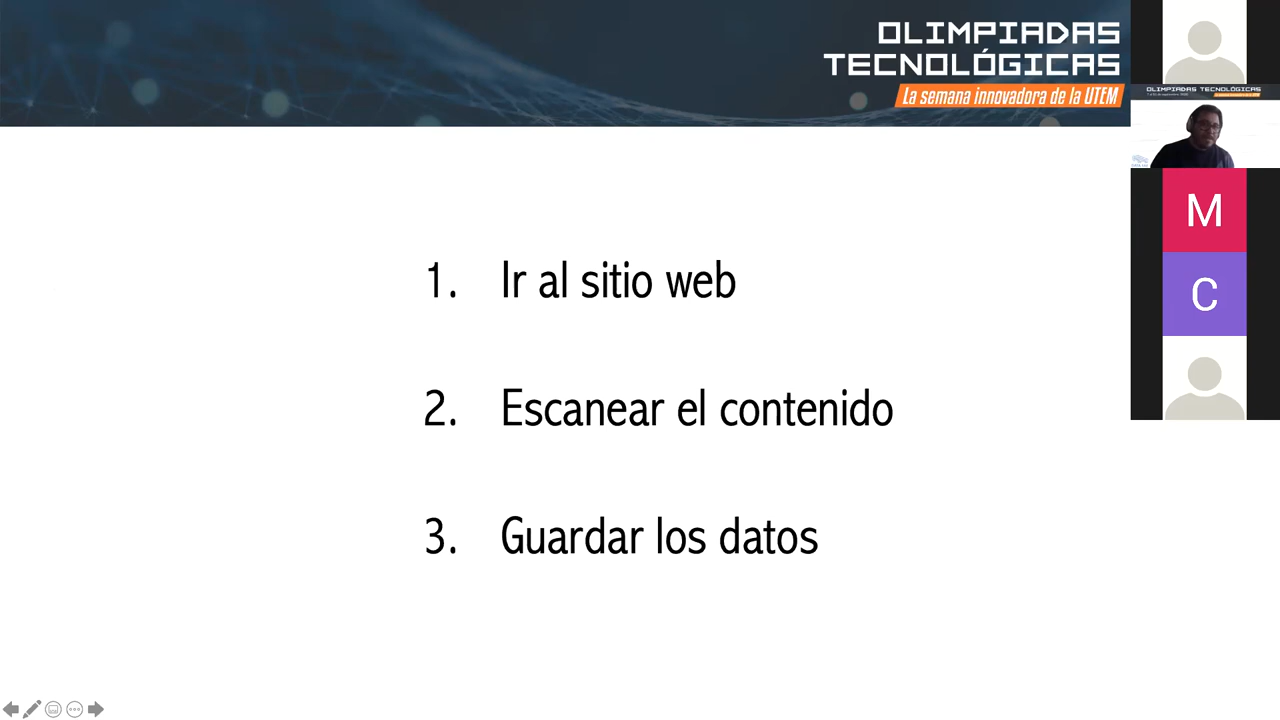 OLIMPIADAS
TECNOLÓGICAS
La semana innovadora de la UTEM
OLIMPIADAS TECNOLÓGICAS
M
C
1. Ir al sitio web
2. Escanear el contenido
3. Guardar los datos